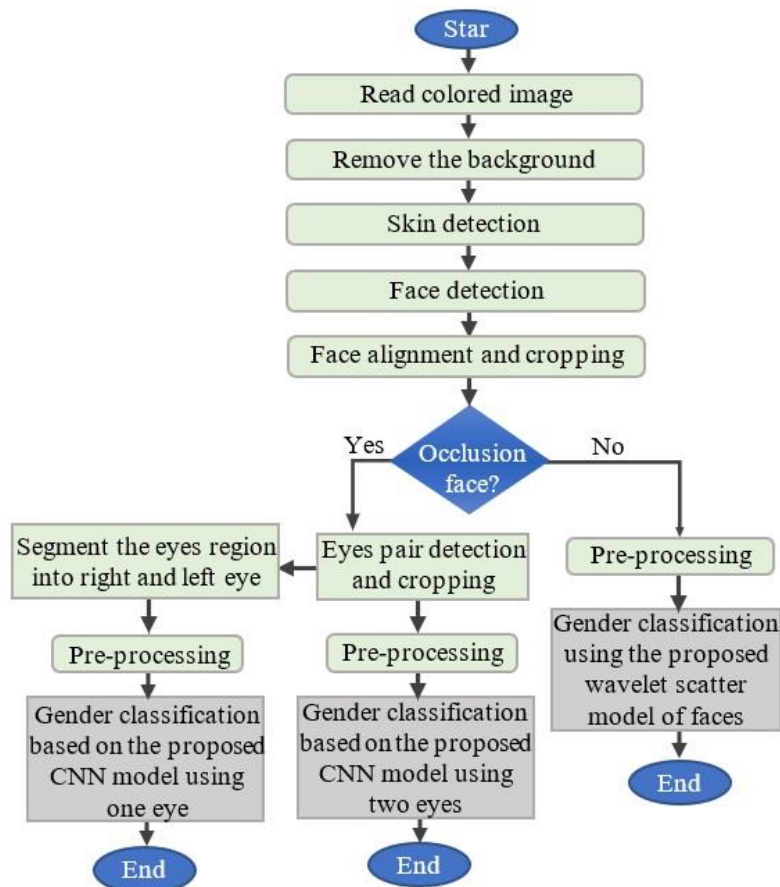 Star
Read colored image
Remove the background
Skin detection
Face detection
Face alignment and cropping
Yes
Occlusion
face?
No
Segment the eyes region
into right and left eye
Eyes pair detection
and cropping
Pre-processing
Pre-processing
Pre-processing
Gender classification
based on the proposed
CNN model using
one eye
Gender classification
based on the proposed
CNN model using
two eyes
Gender classification
using the proposed
wavelet scatter
model of faces
End
End
End